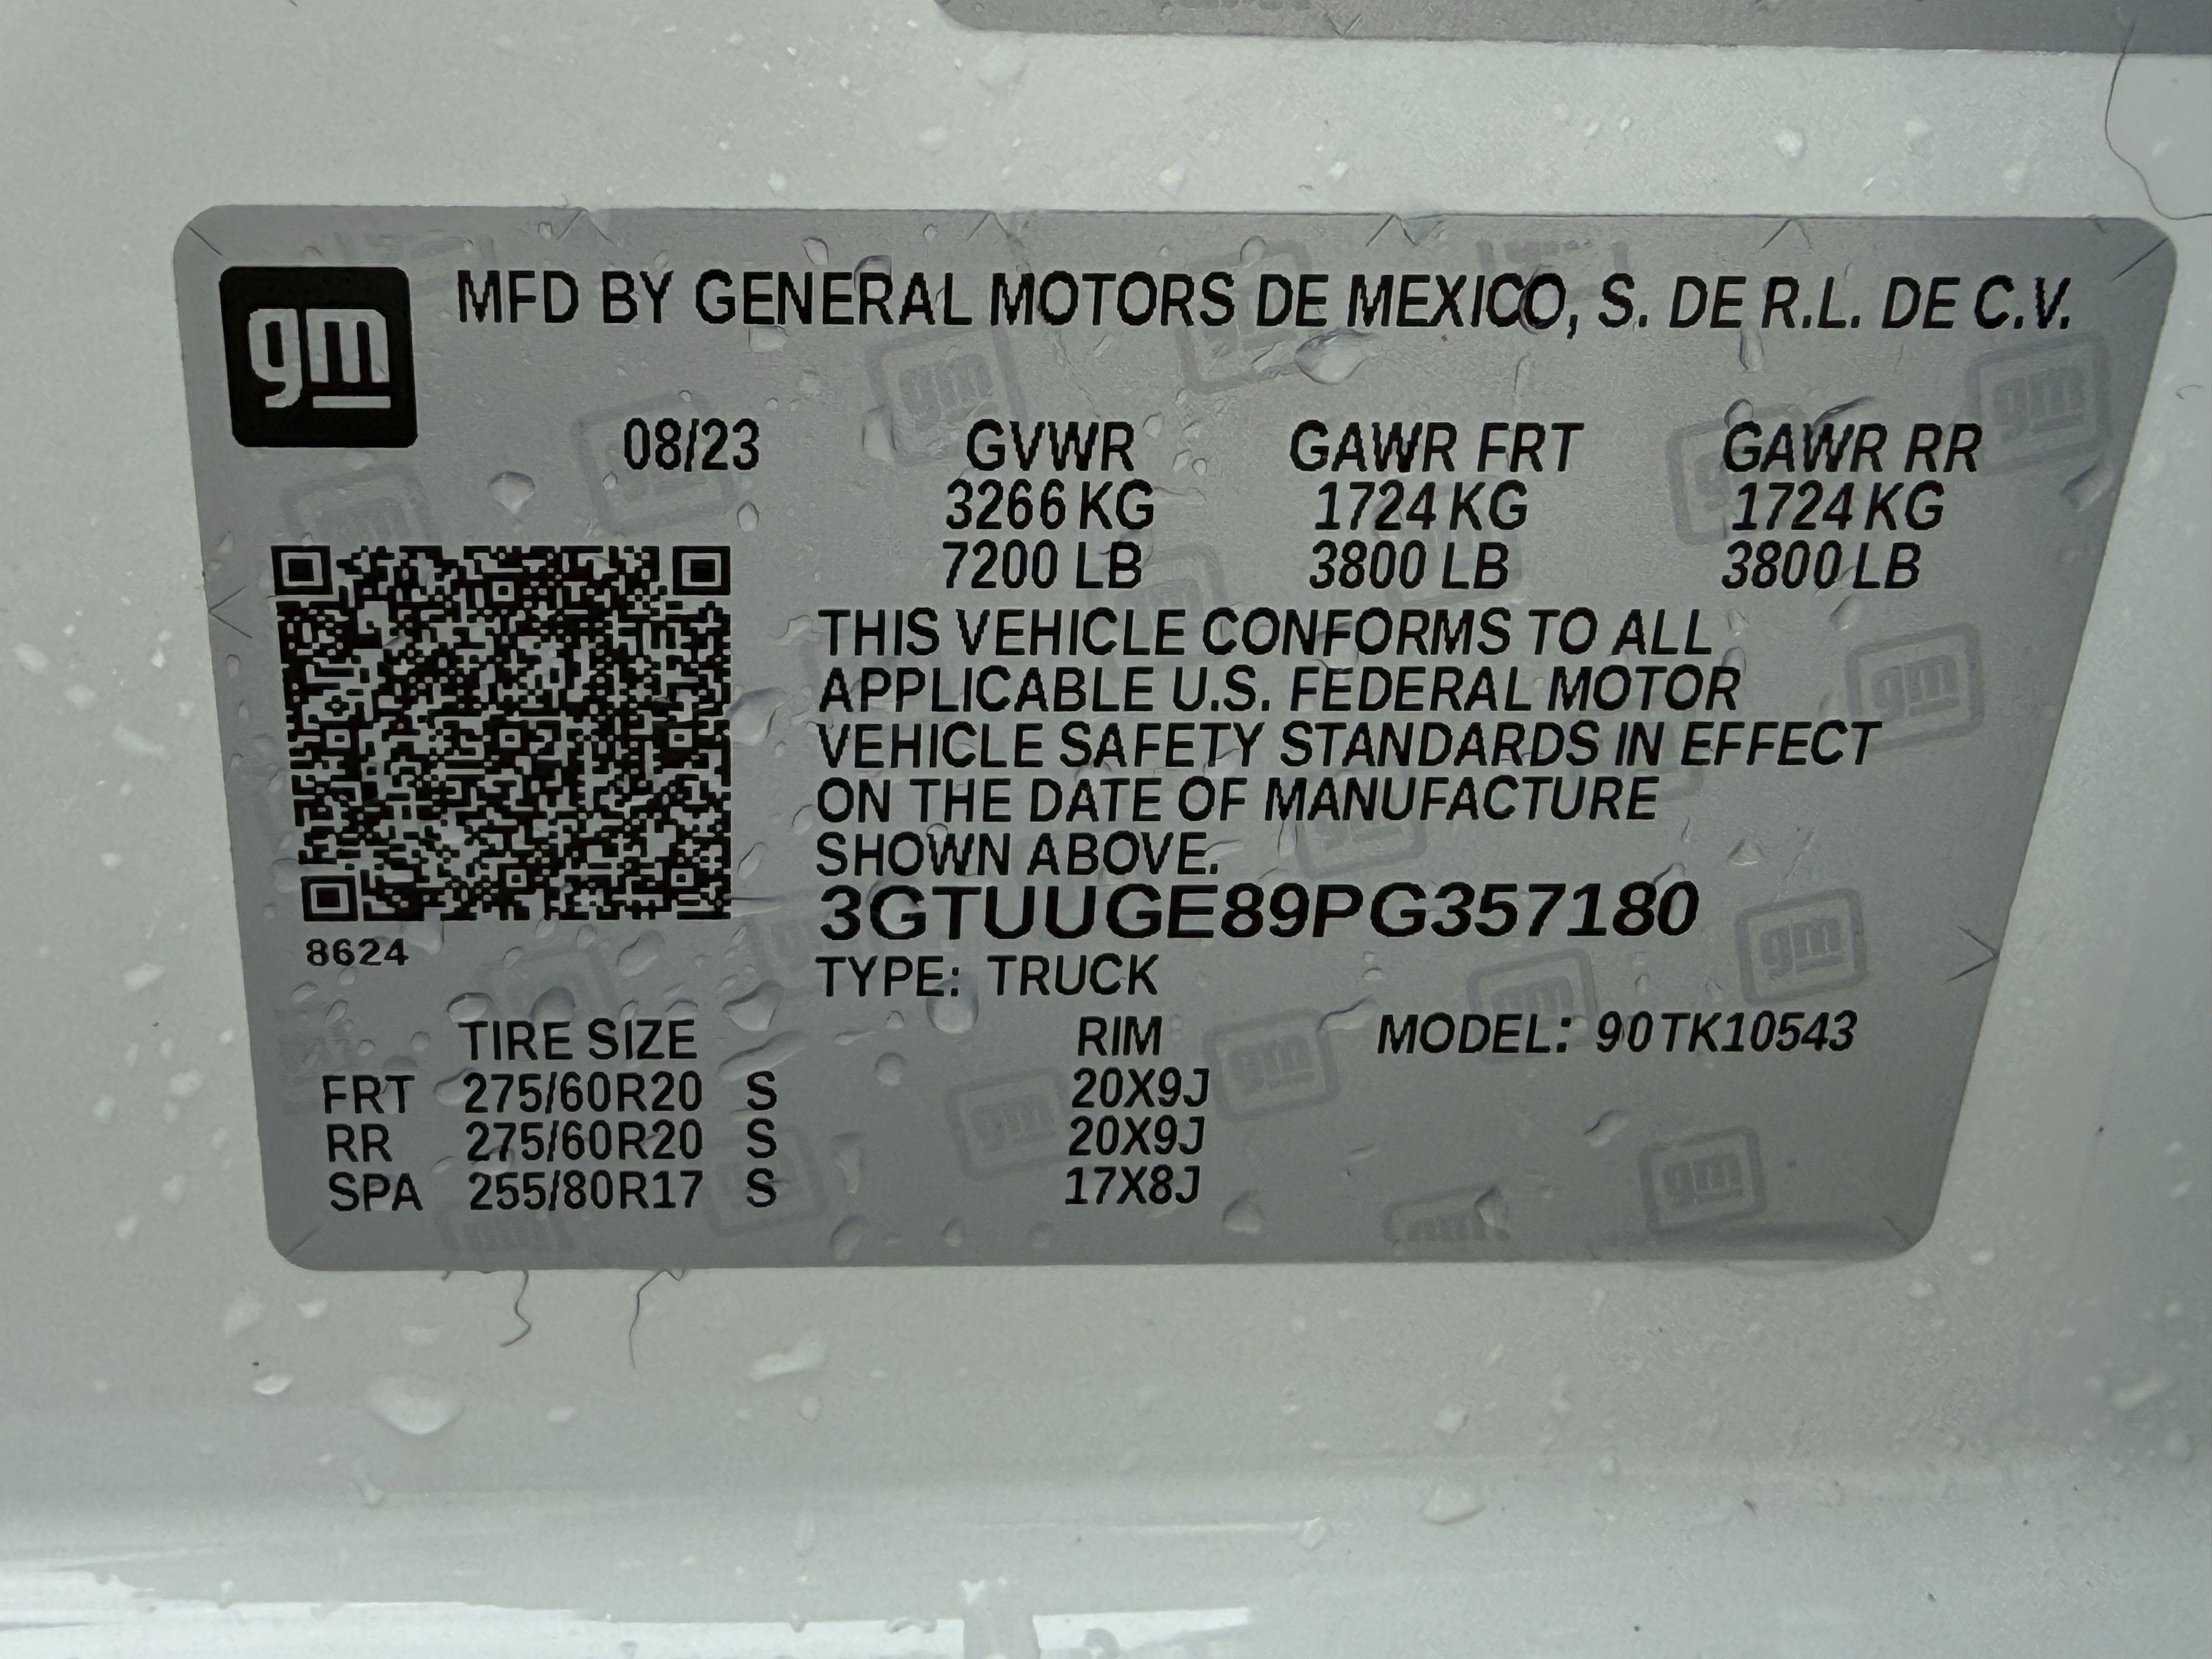 gm
MFD BY GENERAL MOTORS DE MEXICO, S. DE R.L. DE C.V.
08/23 GVWR GAWR FRT GAWR RR
3266 KG 1724 KG 1724 KG
7200 LB 3800 LB 3800 LB
THIS VEHICLE CONFORMS TO ALL
APPLICABLE U.S. FEDERAL MOTOR
VEHICLE SAFETY STANDARDS IN EFFECT
ON THE DATE OF MANUFACTURE
SHOWN ABOVE.
3GTUUGE89PG357180
8624
TYPE: TRUCK
TIRE SIZE RIM MODEL: 90TK10543
FRT 275/60R20 S 20X9J
RR 275/60R20 S 20X9J
SPA 255/80R17 S 17X8J